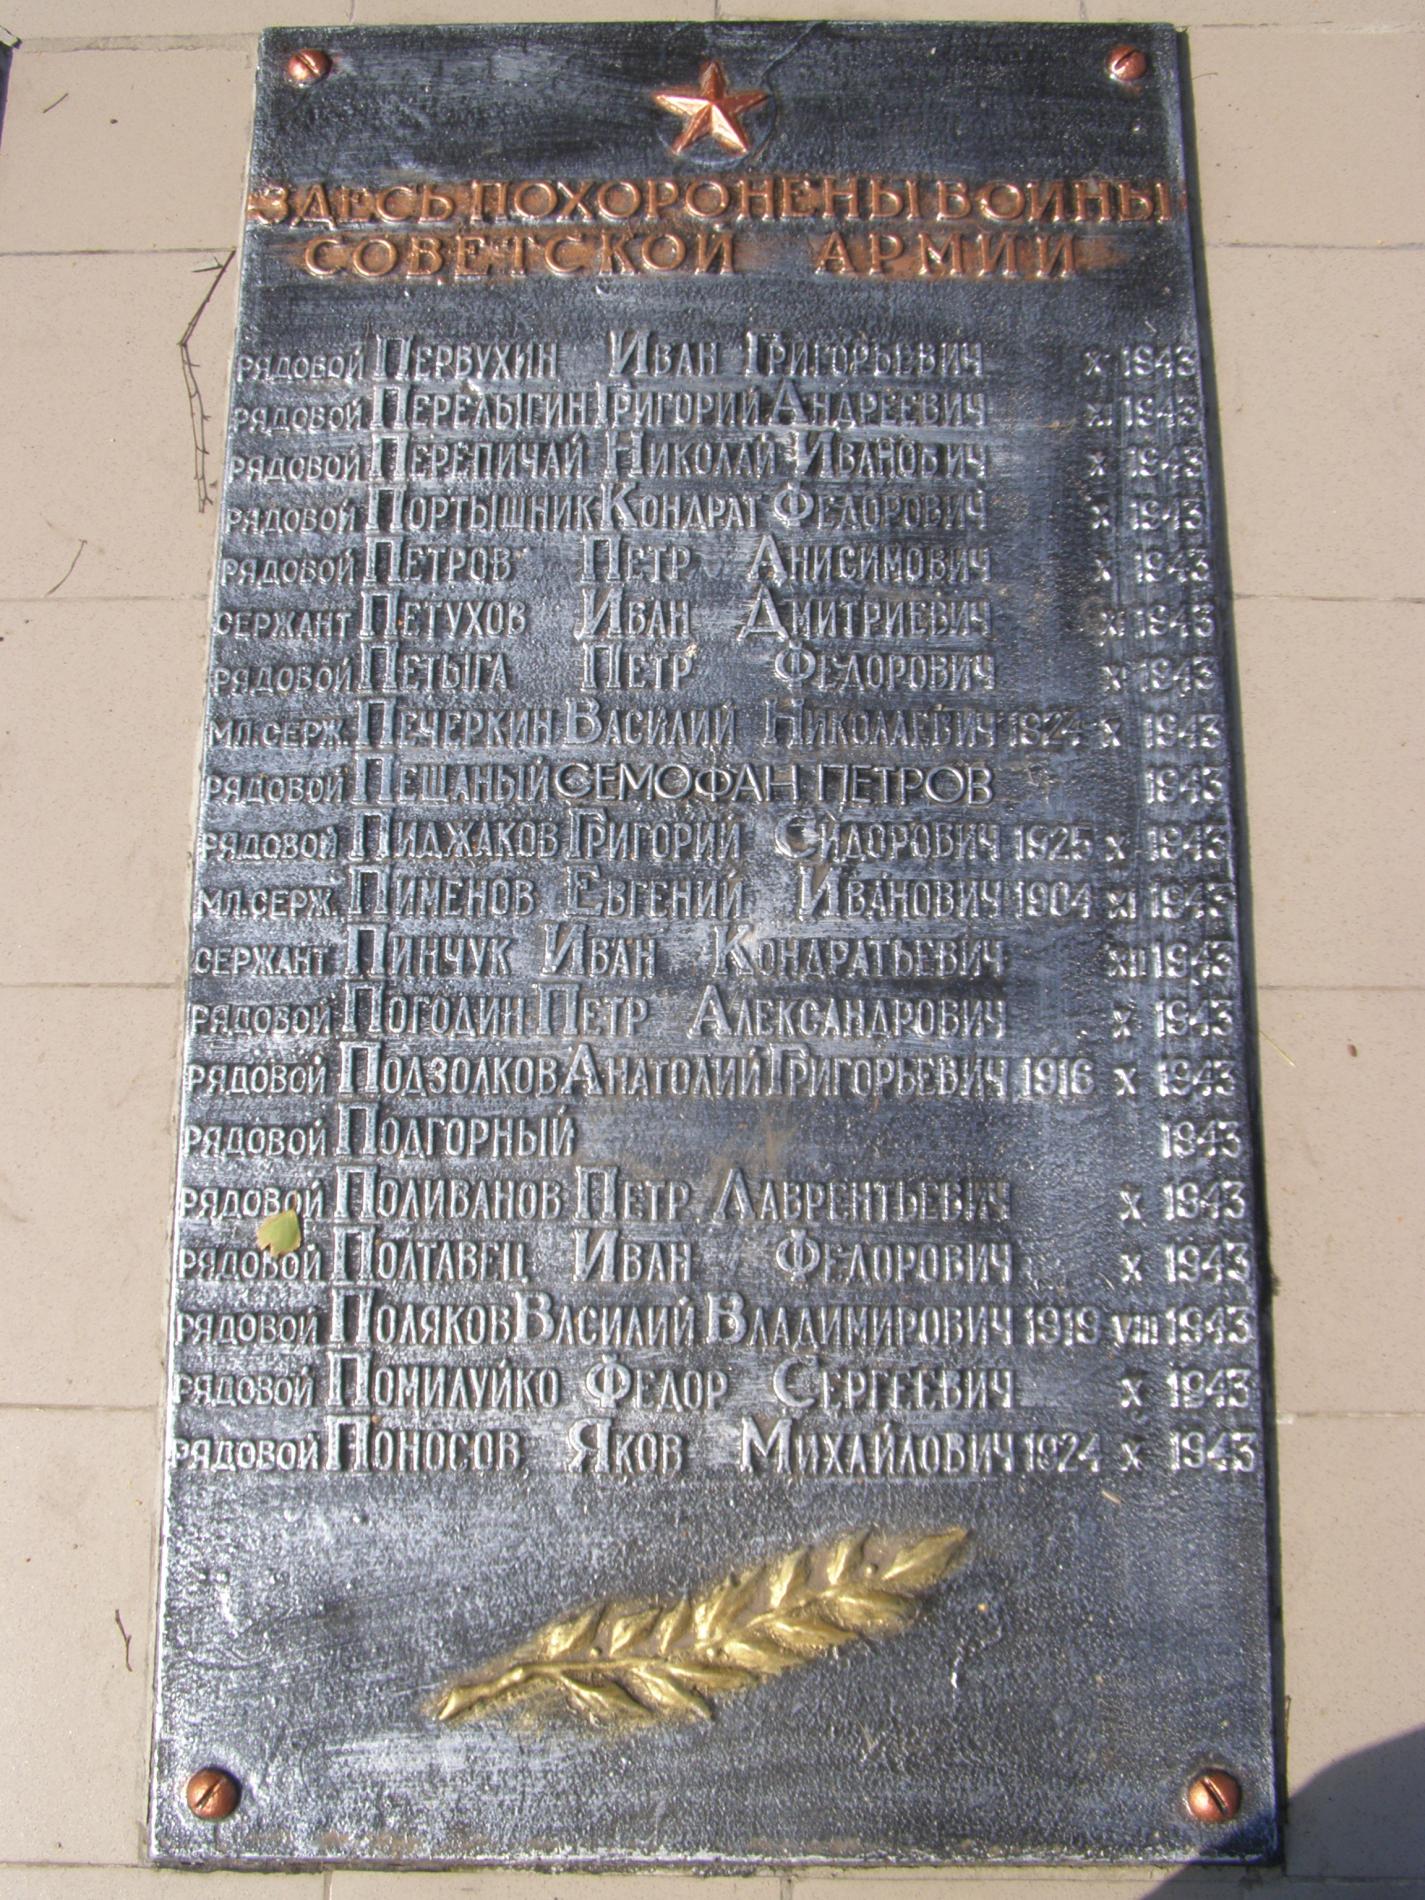 ЗДЕСЬ ПОХОРОНЕНЫ ВОИНЫ
СОВЕТСКОЙ АРМИИ
РЯДОВОЙ ПЕРВУХИН ИВАН ГРИГОРЬЕВИЧ X 1943
РЯДОВОЙ ПЕРЕЛЫГИН ГРИГОРИЙ АНДРЕЕВИЧ XI 1943
РЯДОВОЙ ПЕРЕПИЧАЙ НИКОЛАЙ ИВАНОВИЧ X 1943
РЯДОВОЙ ПОРТЫШНИК КОНДРАТ ФЕДОРОВИЧ X 1943
РЯДОВОЙ ПЕТРОВ ПЕТР АНИСИМОВИЧ X 1943
СЕРЖАНТ ПЕТУХОВ ИВАН ДМИТРИЕВИЧ XI 1943
РЯДОВОЙ ПЕТЫГА ПЕТР ФЕДОРОВИЧ X 1943
МЛ.СЕРЖ. ПЕЧЕРКИН ВАСИЛИЙ НИКОЛАЕВИЧ 1924 X 1943
РЯДОВОЙ ПЕЩАНЫЙ СЕМОФАН ПЕТРОВ 1943
РЯДОВОЙ ПИДЖАКОВ ГРИГОРИЙ СИДОРОВИЧ 1925 X 1943
МЛ.СЕРЖ. ПИМЕНОВ ЕВГЕНИЙ ИВАНОВИЧ 1904 XI 1943
СЕРЖАНТ ПИНЧУК ИВАН КОНДРАТЬЕВИЧ XII 1943
РЯДОВОЙ ПОГОДИН ПЕТР АЛЕКСАНДРОВИЧ X 1943
РЯДОВОЙ ПОДЗОЛКОВ АНАТОЛИЙ ГРИГОРЬЕВИЧ 1916 X 1943
РЯДОВОЙ ПОДГОРНЫЙ 1943
РЯДОВОЙ ПОЛИВАНОВ ПЕТР ЛАВРЕНТЬЕВИЧ X 1943
РЯДОВОЙ ПОЛТАВЕЦ ИВАН ФЕДОРОВИЧ X 1943
РЯДОВОЙ ПОЛЯКОВ ВАСИЛИЙ ВЛАДИМИРОВИЧ 1919 VIII 1943
РЯДОВОЙ ПОМИЛУЙКО ФЕДОР СЕРГЕЕВИЧ X 1943
РЯДОВОЙ ПОНОСОВ ЯКОВ МИХАЙЛОВИЧ 1924 X 1943